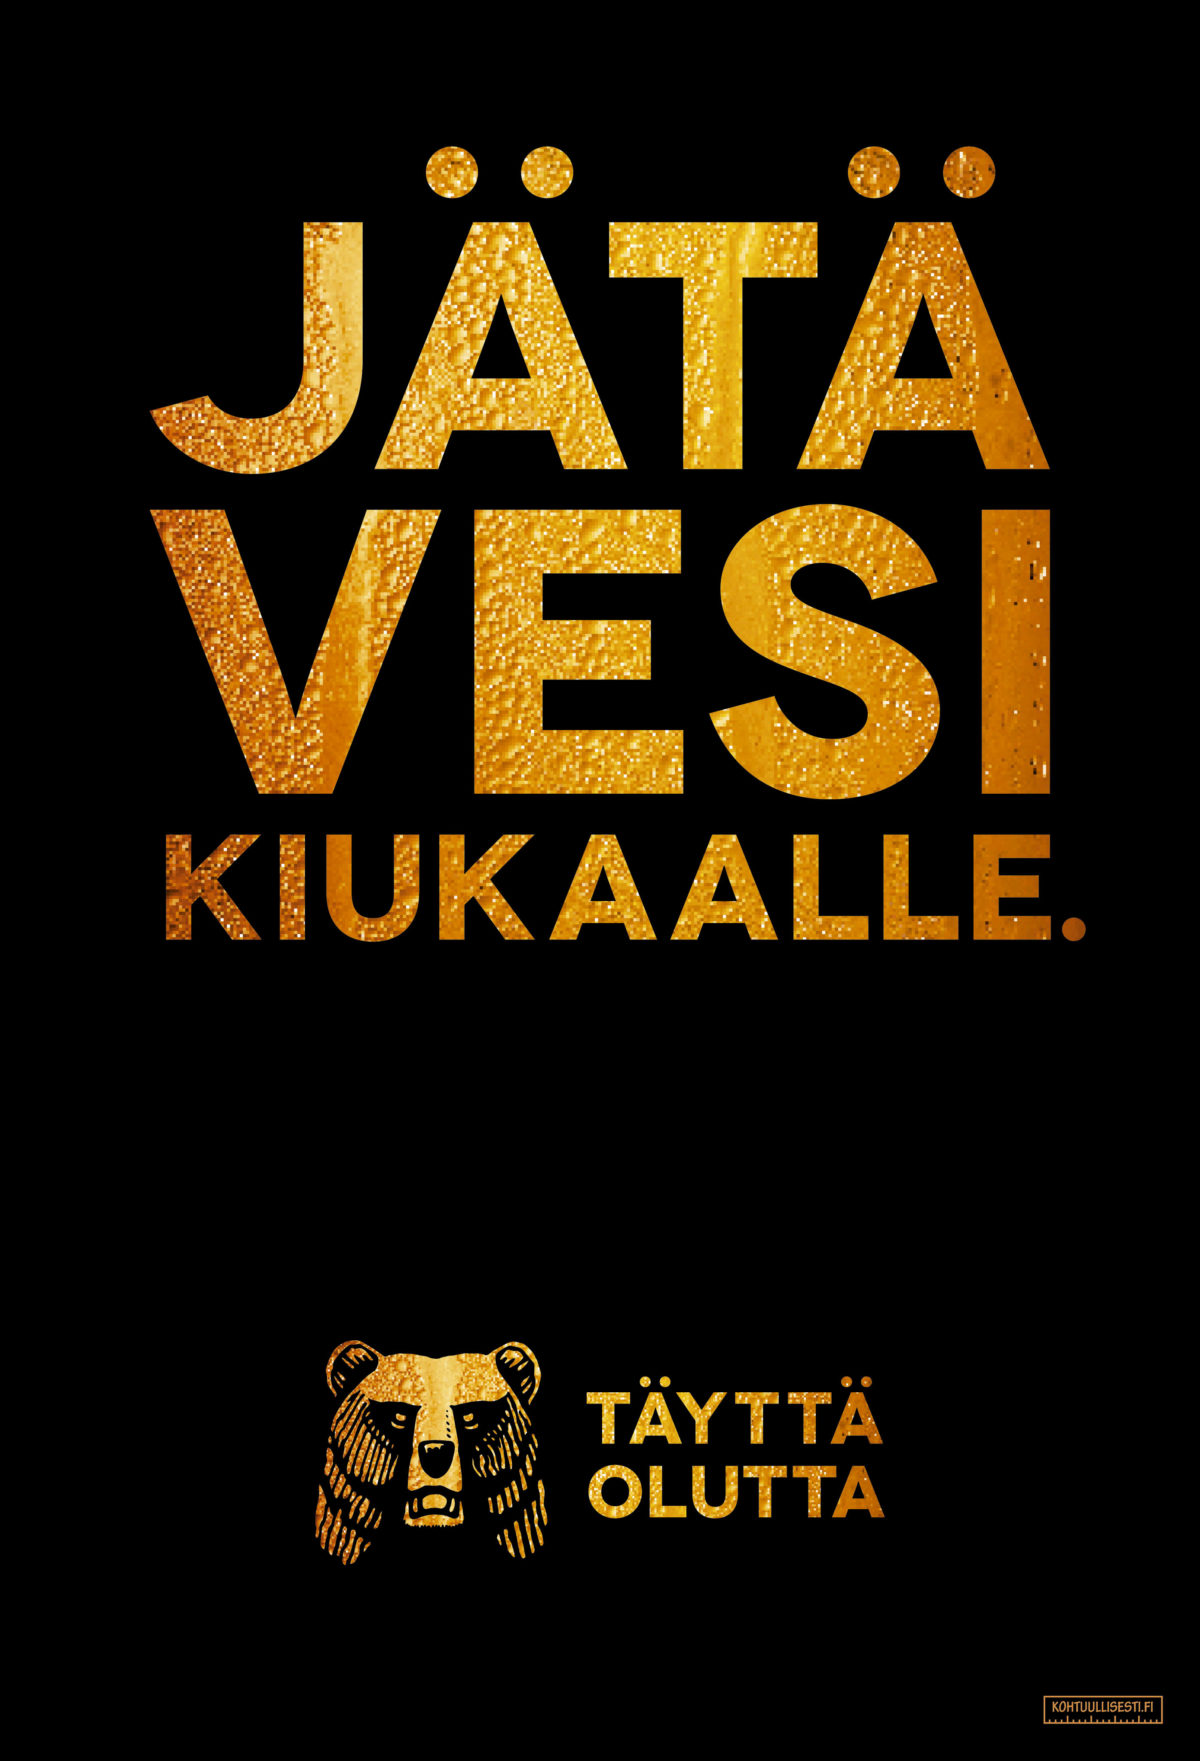 JÄTÄ
VESI
KIUKAALLE.
TÄYTTÄ
OLUTTA
KOHTUULLISESTI.FI